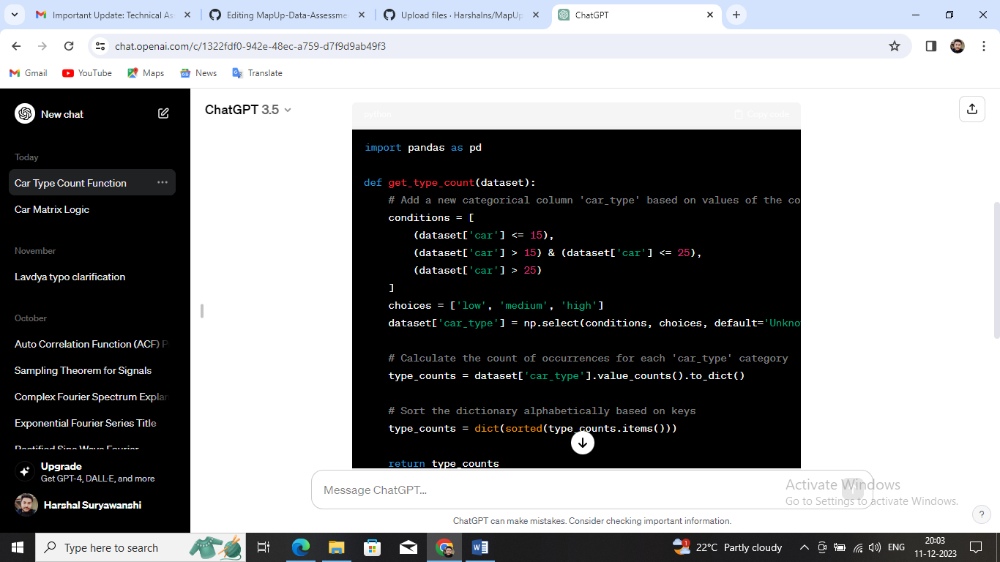 Important Update: Technical As
Editing MapUp-Data-Assessme
Upload files · Harshalns/MapUp
ChatGPT
chat.openai.com/c/1322fdf0-942e-48ec-a759-d7f9d9ab49f3
Gmail
YouTube
Maps
News
Translate
New chat
Today
Car Type Count Function
Car Matrix Logic
November
Lavdya typo clarification
October
Auto Correlation Function (ACF) P
Sampling Theorem for Signals
Complex Fourier Spectrum Explan
Exponential Fourier Series Title
Rectified Sine Wave Fourier
Upgrade
Get GPT-4, DALL·E, and more
Harshal Suryawanshi
ChatGPT 3.5
python
Copy code
import pandas as pd
def get_type_count(dataset):
# Add a new categorical column 'car_type' based on values of the co
conditions = [
(dataset['car'] <= 15),
(dataset['car'] > 15) & (dataset['car'] <= 25),
(dataset['car'] > 25)
]
choices = ['low', 'medium', 'high']
dataset['car_type'] = np.select(conditions, choices, default='Unkno
# Calculate the count of occurrences for each 'car_type' category
type_counts = dataset['car_type'].value_counts().to_dict()
# Sort the dictionary alphabetically based on keys
type_counts = dict(sorted(type_counts.items()))
return type_counts
Message ChatGPT...
Activate Windows
Go to Settings to activate Windows.
ChatGPT can make mistakes. Consider checking important information.
?
Type here to search
22°C Partly cloudy
ENG
20:03
11-12-2023